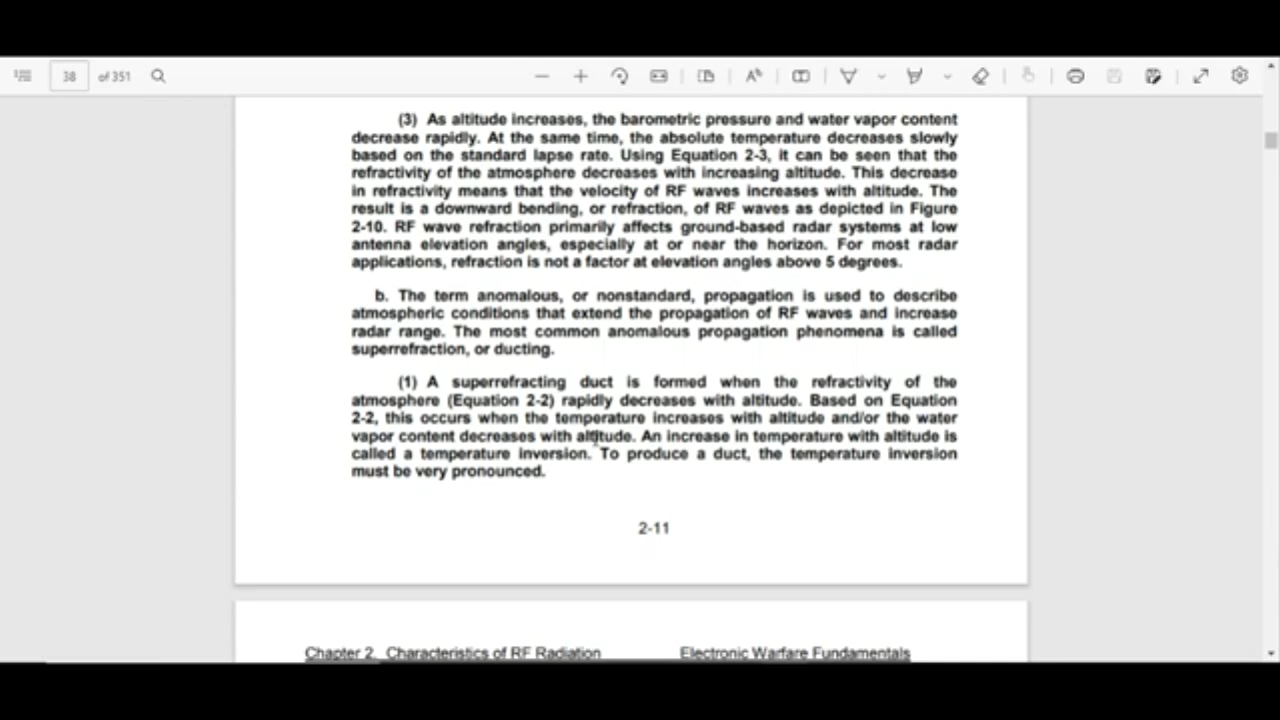 38 of 351
(3) As altitude increases, the barometric pressure and water vapor content
decrease rapidly. At the same time, the absolute temperature decreases slowly
based on the standard lapse rate. Using Equation 2-3, it can be seen that the
refractivity of the atmosphere decreases with increasing altitude. This decrease
in refractivity means that the velocity of RF waves increases with altitude. The
result is a downward bending, or refraction, of RF waves as depicted in Figure
2-10. RF wave refraction primarily affects ground-based radar systems at low
antenna elevation angles, especially at or near the horizon. For most radar
applications, refraction is not a factor at elevation angles above 5 degrees.
b. The term anomalous, or nonstandard, propagation is used to describe
atmospheric conditions that extend the propagation of RF waves and increase
radar range. The most common anomalous propagation phenomena is called
superrefraction, or ducting.
(1) A superrefracting duct is formed when the refractivity of the
atmosphere (Equation 2-2) rapidly decreases with altitude. Based on Equation
2-2, this occurs when the temperature increases with altitude and/or the water
vapor content decreases with altitude. An increase in temperature with altitude is
called a temperature inversion. To produce a duct, the temperature inversion
must be very pronounced.
2-11
Chapter 2. Characteristics of RF Radiation Electronic Warfare Fundamentals